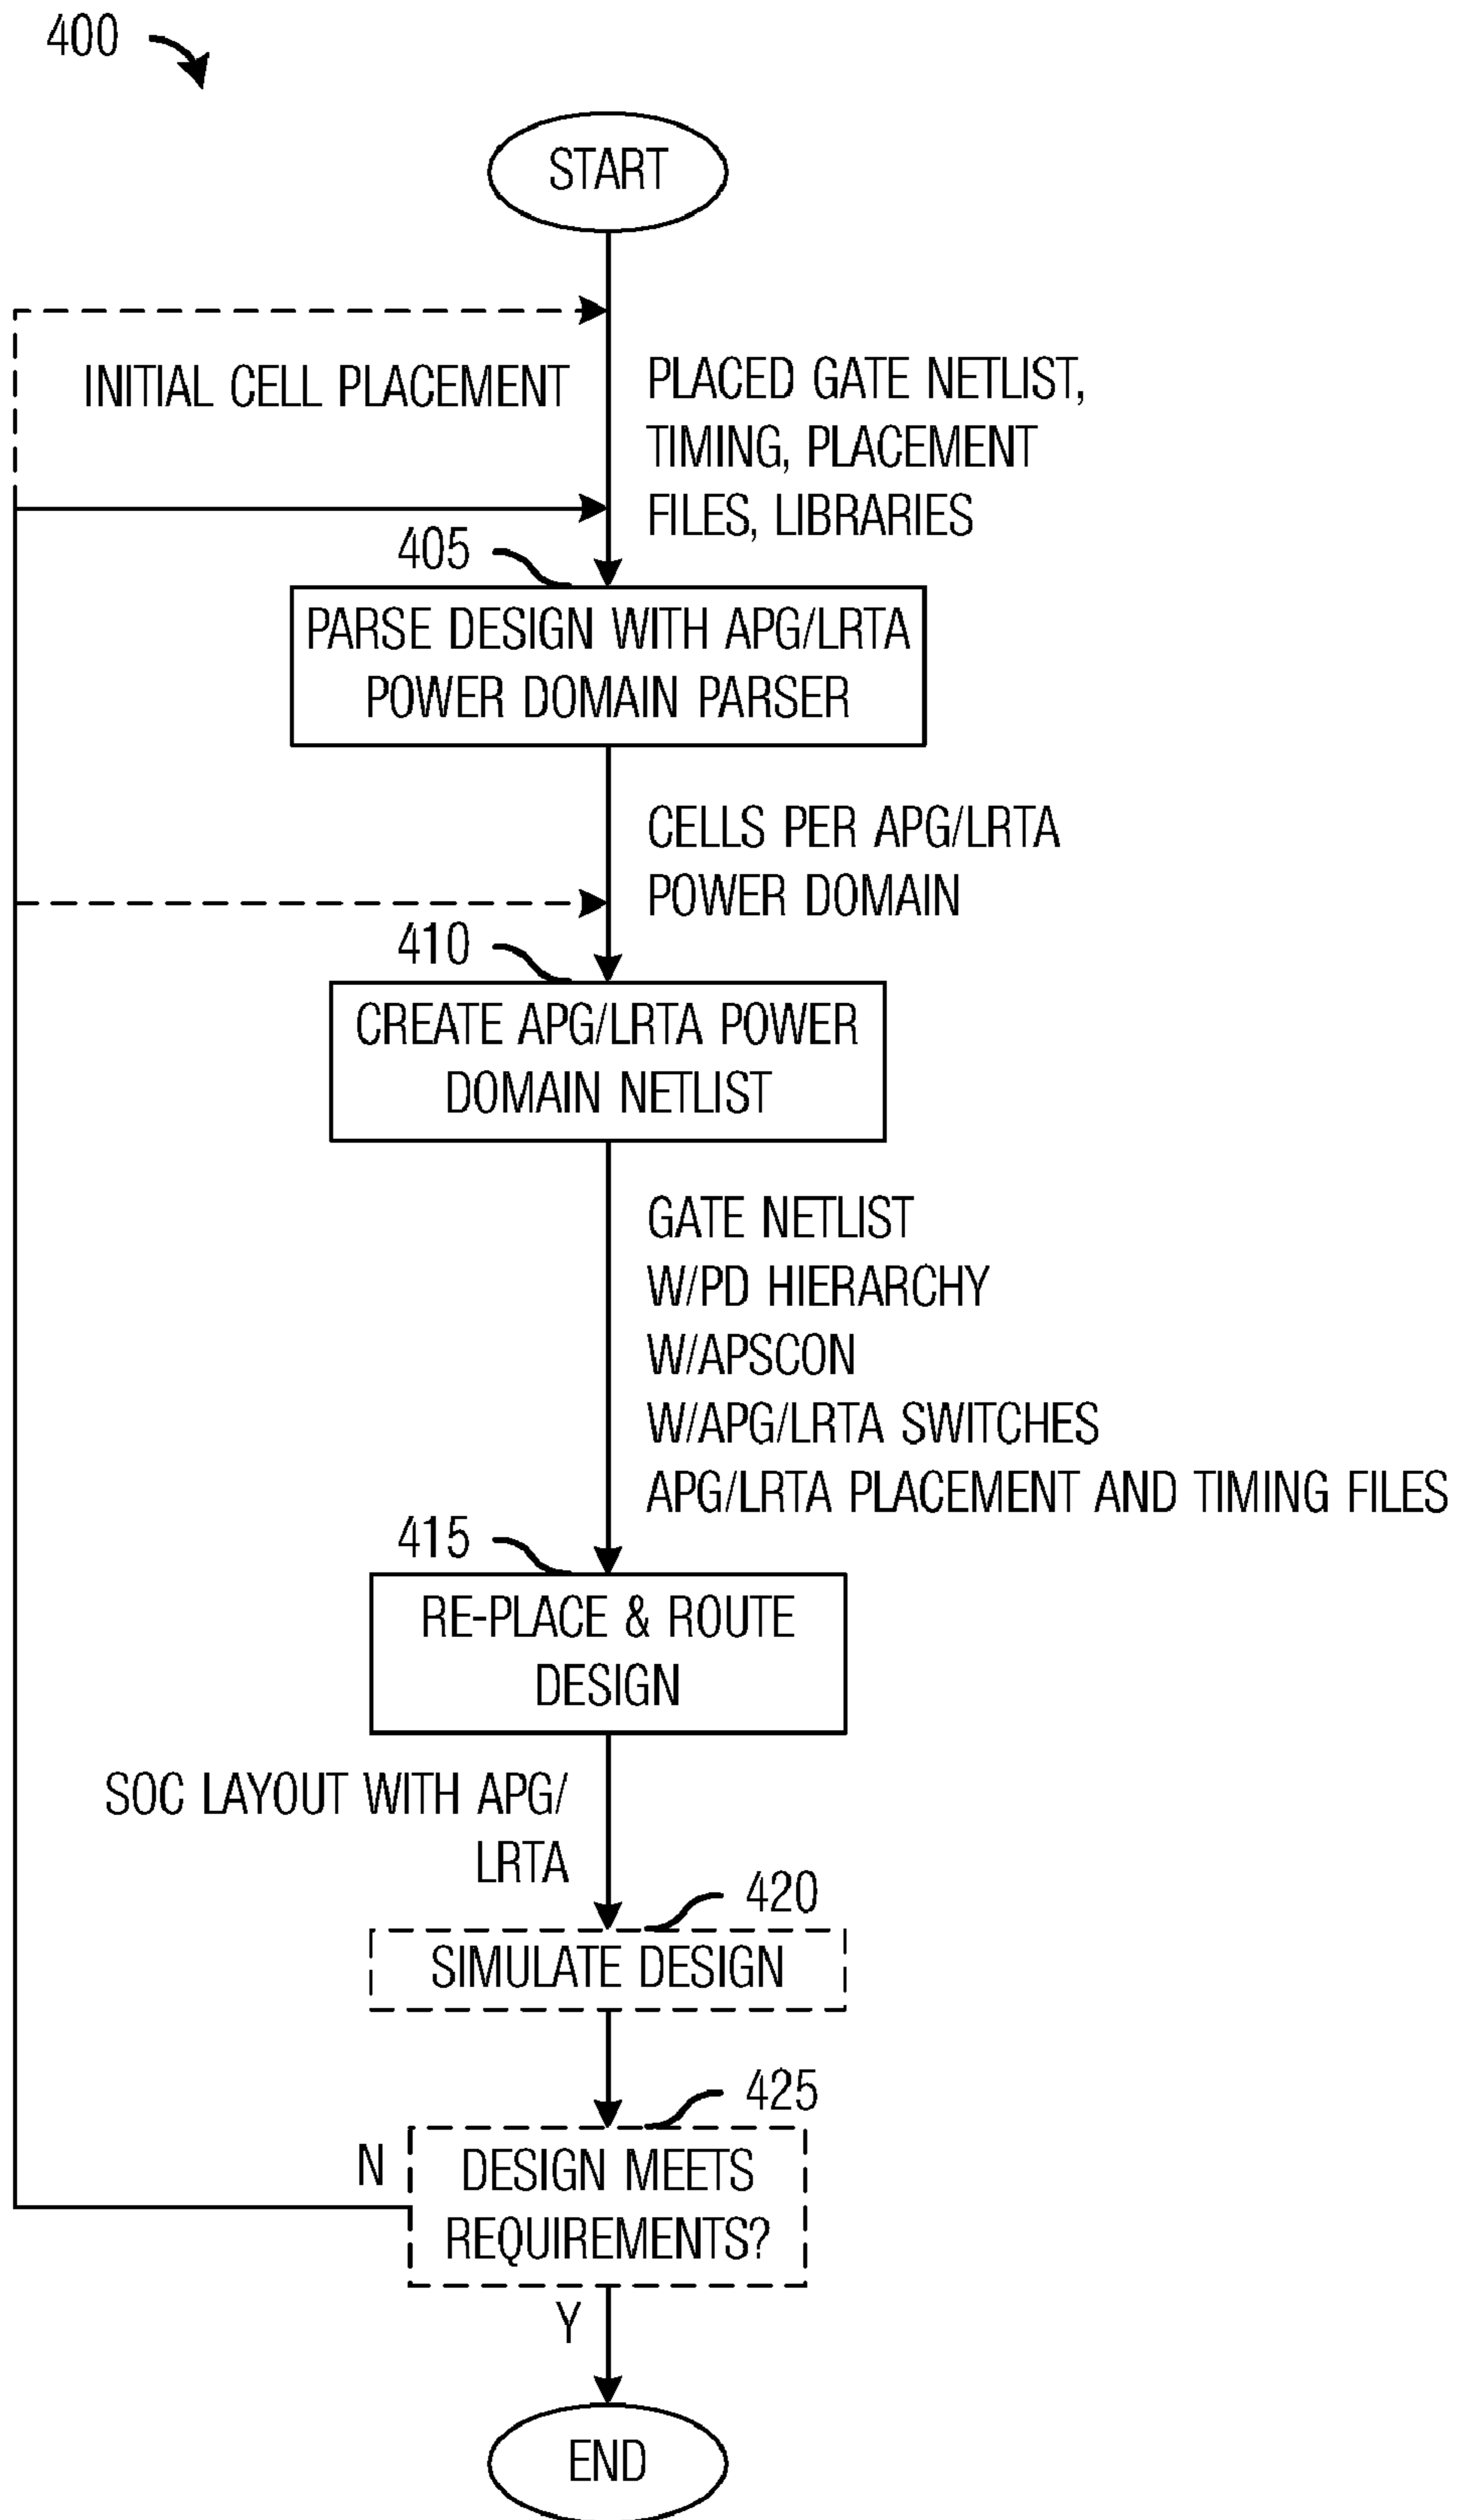 400
START
INITIAL CELL PLACEMENT
PLACED GATE NETLIST,
TIMING, PLACEMENT
FILES, LIBRARIES
405
PARSE DESIGN WITH APG/LRTA
POWER DOMAIN PARSER
CELLS PER APG/LRTA
POWER DOMAIN
410
CREATE APG/LRTA POWER
DOMAIN NETLIST
GATE NETLIST
W/PD HIERARCHY
W/APSCON
W/APG/LRTA SWITCHES
APG/LRTA PLACEMENT AND TIMING FILES
415
RE-PLACE & ROUTE
DESIGN
SOC LAYOUT WITH APG/
LRTA
420
SIMULATE DESIGN
425
N
DESIGN MEETS
REQUIREMENTS?
Y
END